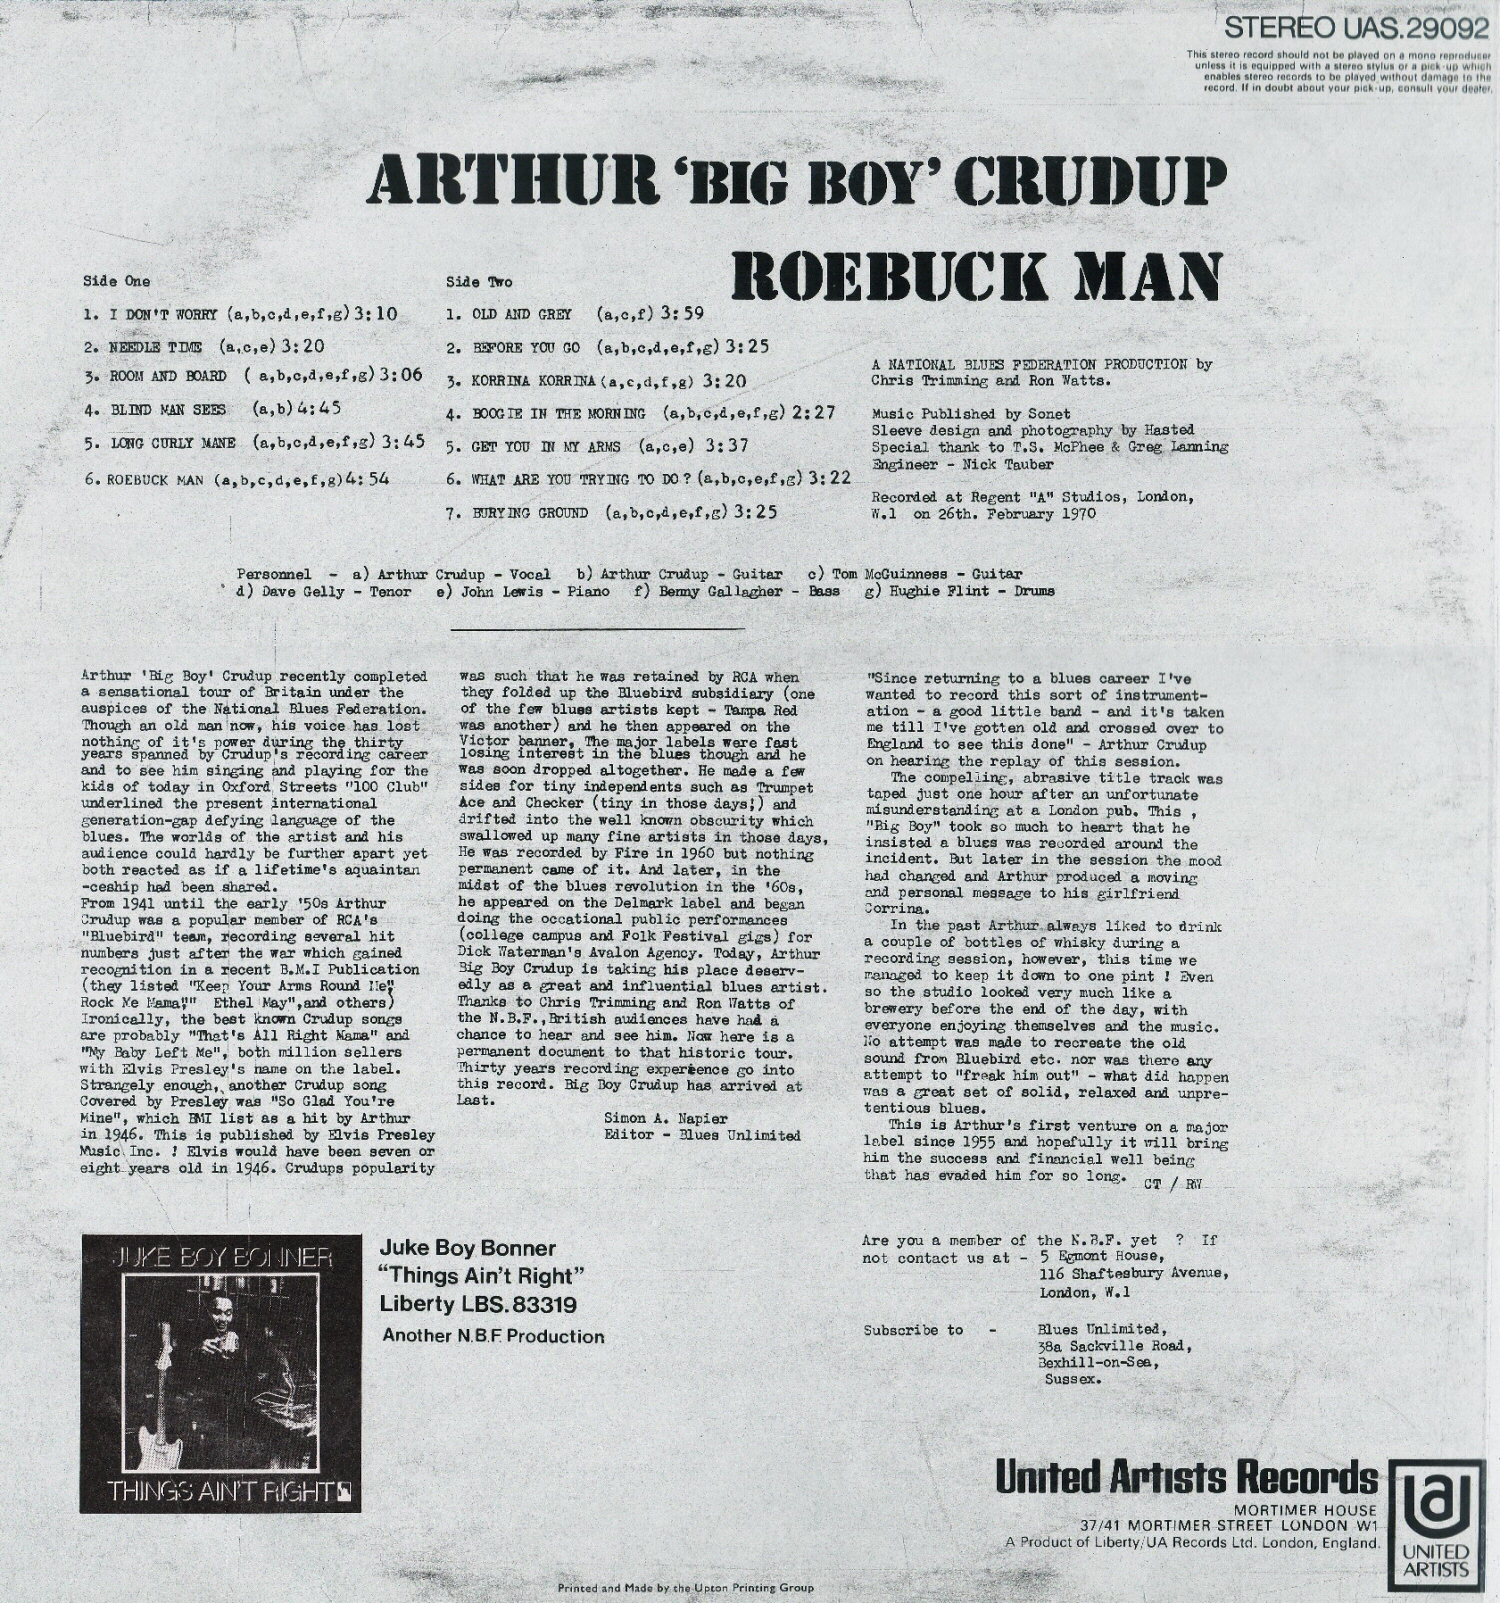 STEREO UAS.29092
This stereo record should not be played on a mono reproducer
unless it is equipped with a stereo stylus or a pick-up which
enables stereo records to be played without damage to the
record. If in doubt about your pick-up, consult your dealer.
ARTHUR ‘BIG BOY’ CRUDUP
ROEBUCK MAN
Side One
1. I DON'T WORRY (a,b,c,d,e,f,g) 3:10
2. NEEDLE TIME (a,c,e) 3:20
3. ROOM AND BOARD ( a,b,c,d,e,f,g) 3:06
4. BLIND MAN SEES (a,b) 4:45
5. LONG CURLY MANE (a,b,c,d,e,f,g) 3:45
6. ROEBUCK MAN (a,b,c,d,e,f,g) 4:54
Side Two
1. OLD AND GREY (a,c,f) 3:59
2. BEFORE YOU GO (a,b,c,d,e,f,g) 3:25
3. KORRINA KORRINA (a,c,d,f,g) 3:20
4. BOOGIE IN THE MORNING (a,b,c,d,e,f,g) 2:27
5. GET YOU IN MY ARMS (a,c,e) 3:37
6. WHAT ARE YOU TRYING TO DO? (a,b,c,e,f,g) 3:22
7. BURYING GROUND (a,b,c,d,e,f,g) 3:25
A NATIONAL BLUES FEDERATION PRODUCTION by
Chris Trimming and Ron Watts.
Music Published by Sonet
Sleeve design and photography by Hasted
Special thank to T.S. McPhee & Greg Lanning
Engineer - Nick Tauber
Recorded at Regent "A" Studios, London,
W.1 on 26th. February 1970
Personnel - a) Arthur Crudup - Vocal b) Arthur Crudup - Guitar c) Tom McGuinness - Guitar
d) Dave Gelly - Tenor e) John Lewis - Piano f) Benny Gallagher - Bass g) Hughie Flint - Drums
Arthur 'Big Boy' Crudup recently completed
a sensational tour of Britain under the
auspices of the National Blues Federation.
Though an old man now, his voice has lost
nothing of it's power during the thirty
years spanned by Crudup's recording career
and to see him singing and playing for the
kids of today in Oxford Streets "100 Club"
underlined the present international
generation-gap defying language of the
blues. The worlds of the artist and his
audience could hardly be further apart yet
both reacted as if a lifetime's aquaintan
-ceship had been shared.
From 1941 until the early '50s Arthur
Crudup was a popular member of RCA's
"Bluebird" team, recording several hit
numbers just after the war which gained
recognition in a recent B.M.I Publication
(they listed "Keep Your Arms Round Me",
Rock Me Mama"," Ethel May",and others)
Ironically, the best known Crudup songs
are probably "That's All Right Mama" and
"My Baby Left Me", both million sellers
with Elvis Presley's name on the label.
Strangely enough, another Crudup song
Covered by Presley was "So Glad You're
Mine", which BMI list as a hit by Arthur
in 1946. This is published by Elvis Presley
Music Inc. ! Elvis would have been seven or
eight years old in 1946. Crudups popularity
was such that he was retained by RCA when
they folded up the Bluebird subsidiary (one
of the few blues artists kept - Tampa Red
was another) and he then appeared on the
Victor banner, The major labels were fast
losing interest in the blues though and he
was soon dropped altogether. He made a few
sides for tiny independents such as Trumpet
Ace and Checker (tiny in those days!) and
drifted into the well known obscurity which
swallowed up many fine artists in those days,
He was recorded by Fire in 1960 but nothing
permanent came of it. And later, in the
midst of the blues revolution in the '60s,
he appeared on the Delmark label and began
doing the occational public performances
(college campus and Folk Festival gigs) for
Dick Waterman's Avalon Agency. Today, Arthur
Big Boy Crudup is taking his place deserv-
edly as a great and influential blues artist.
Thanks to Chris Trimming and Ron Watts of
the N.B.F.,British audiences have had a
chance to hear and see him. Now here is a
permanent document to that historic tour.
Thirty years recording experience go into
this record. Big Boy Crudup has arrived at
Last.
Simon A. Napier
Editor - Blues Unlimited
"Since returning to a blues career I've
wanted to record this sort of instrument-
ation - a good little band - and it's taken
me till I've gotten old and crossed over to
England to see this done" - Arthur Crudup
on hearing the replay of this session.
The compelling, abrasive title track was
taped just one hour after an unfortunate
misunderstanding at a London pub. This ,
"Big Boy" took so much to heart that he
insisted a blues was recorded around the
incident. But later in the session the mood
had changed and Arthur produced a moving
and personal message to his girlfriend
Corrina.
In the past Arthur always liked to drink
a couple of bottles of whisky during a
recording session, however, this time we
managed to keep it down to one pint ! Even
so the studio looked very much like a
brewery before the end of the day, with
everyone enjoying themselves and the music.
No attempt was made to recreate the old
sound from Bluebird etc. nor was there any
attempt to "freak him out" - what did happen
was a great set of solid, relaxed and unpre-
tentious blues.
This is Arthur's first venture on a major
label since 1955 and hopefully it will bring
him the success and financial well being
that has evaded him for so long. CT / RW
JUKE BOY BONNER
THINGS AIN'T RIGHT
Juke Boy Bonner
“Things Ain’t Right”
Liberty LBS.83319
Another N.B.F. Production
Are you a member of the N.B.F. yet ? If
not contact us at - 5 Egmont House,
116 Shaftesbury Avenue,
London, W.1
Subscribe to - Blues Unlimited,
38a Sackville Road,
Bexhill-on-Sea,
Sussex.
United Artists Records
MORTIMER HOUSE
37/41 MORTIMER STREET LONDON W1
A Product of Liberty/UA Records Ltd. London, England.
ua
UNITED
ARTISTS
Printed and Made by the Upton Printing Group